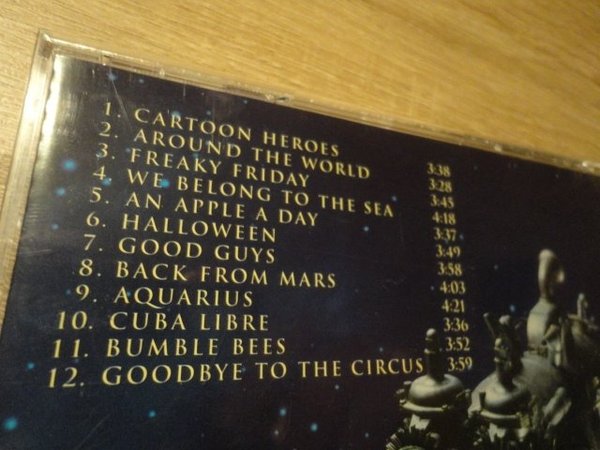 1. CARTOON HEROES 3:38
2. AROUND THE WORLD 3:28
3. FREAKY FRIDAY 3:45
4. WE BELONG TO THE SEA 4:18
5. AN APPLE A DAY 3:37
6. HALLOWEEN 3:49
7. GOOD GUYS 3:58
8. BACK FROM MARS 4:03
9. AQUARIUS 4:21
10. CUBA LIBRE 3:36
11. BUMBLE BEES 3:52
12. GOODBYE TO THE CIRCUS 3:59